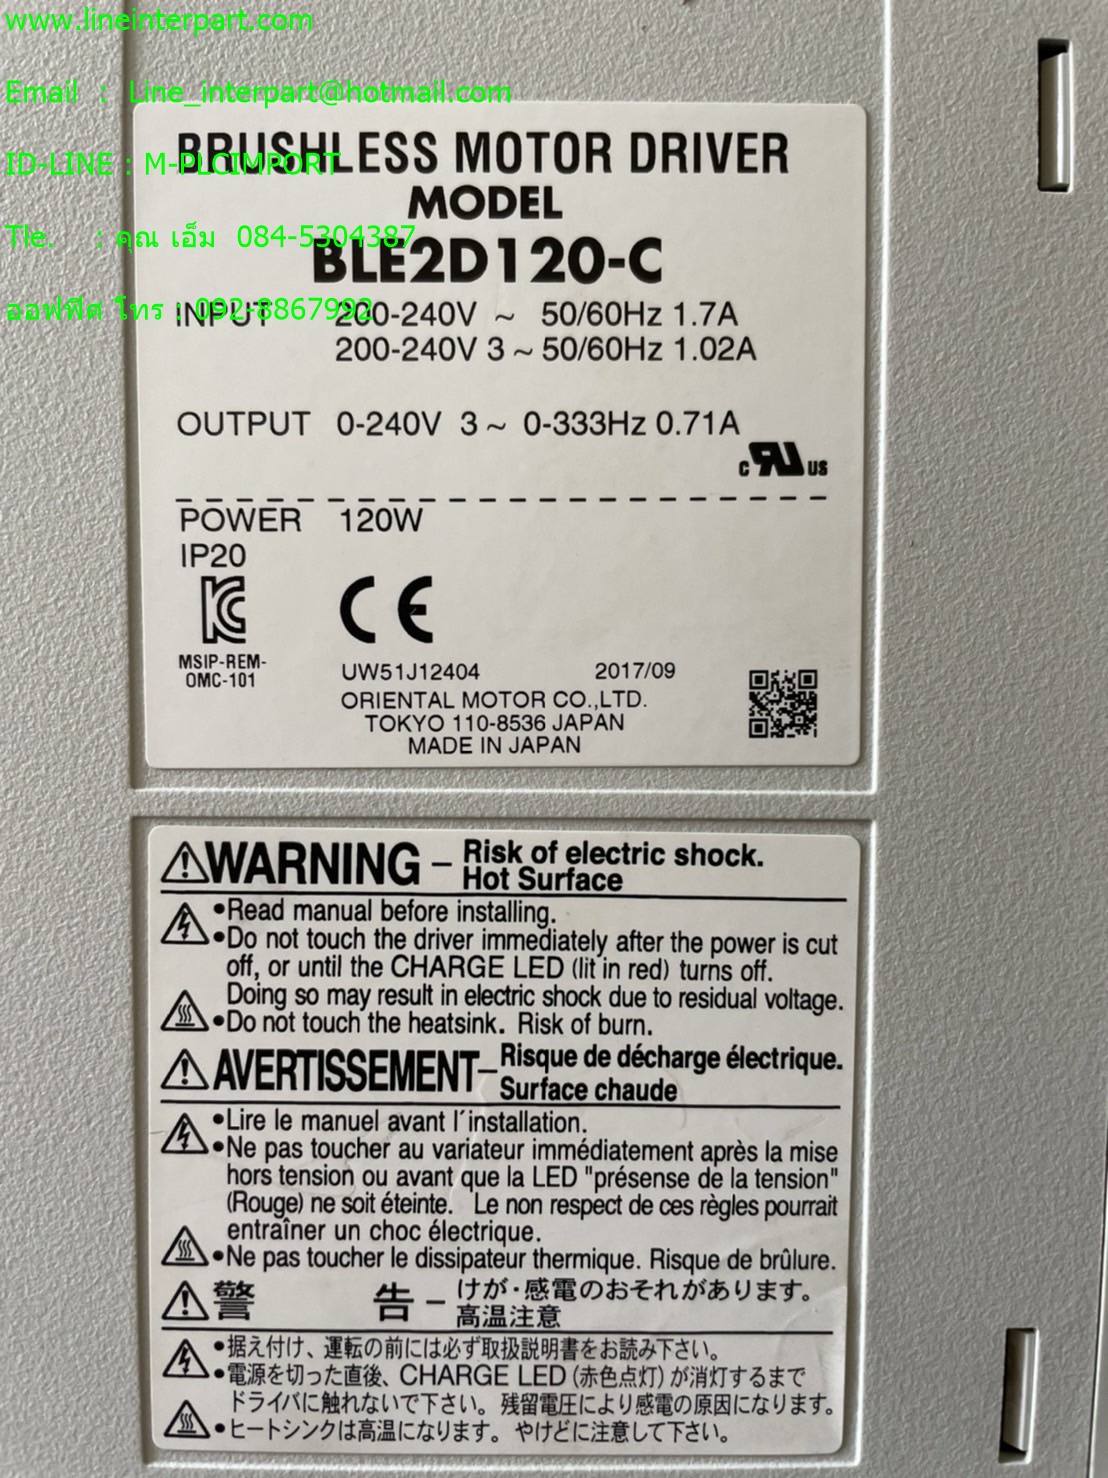 www.lineinterpart.com
Email : Line_interpart@hotmail.com
ID-LINE : M-PLCIMPORT
Tle. : คุณ เอ็ม 084-5304387
ออฟฟิศ โทร : 092-8867992
BRUSHLESS MOTOR DRIVER
MODEL
BLE2D120-C
INPUT 200-240V ~ 50/60Hz 1.7A
200-240V 3~ 50/60Hz 1.02A
OUTPUT 0-240V 3~ 0-333Hz 0.71A
c RU US
POWER 120W
IP20
MSIP-REM-
OMC-101
CE
UW51J12404 2017/09
ORIENTAL MOTOR CO.,LTD.
TOKYO 110-8536 JAPAN
MADE IN JAPAN
WARNING – Risk of electric shock.
Hot Surface
•Read manual before installing.
•Do not touch the driver immediately after the power is cut
off, or until the CHARGE LED (lit in red) turns off.
Doing so may result in electric shock due to residual voltage.
•Do not touch the heatsink. Risk of burn.
AVERTISSEMENT – Risque de décharge électrique.
Surface chaude
•Lire le manuel avant l´installation.
•Ne pas toucher au variateur immédiatement après la mise
hors tension ou avant que la LED "présense de la tension"
(Rouge) ne soit éteinte. Le non respect de ces règles pourrait
entraîner un choc électrique.
•Ne pas toucher le dissipateur thermique. Risque de brûlure.
警告 – けが・感電のおそれがあります。
高温注意
•据え付け、運転の前には必ず取扱説明書をお読み下さい。
•電源を切った直後、CHARGE LED (赤色点灯) が消灯するまで
ドライバに触れないで下さい。残留電圧により感電の原因になります。
•ヒートシンクは高温になります。やけどに注意して下さい。